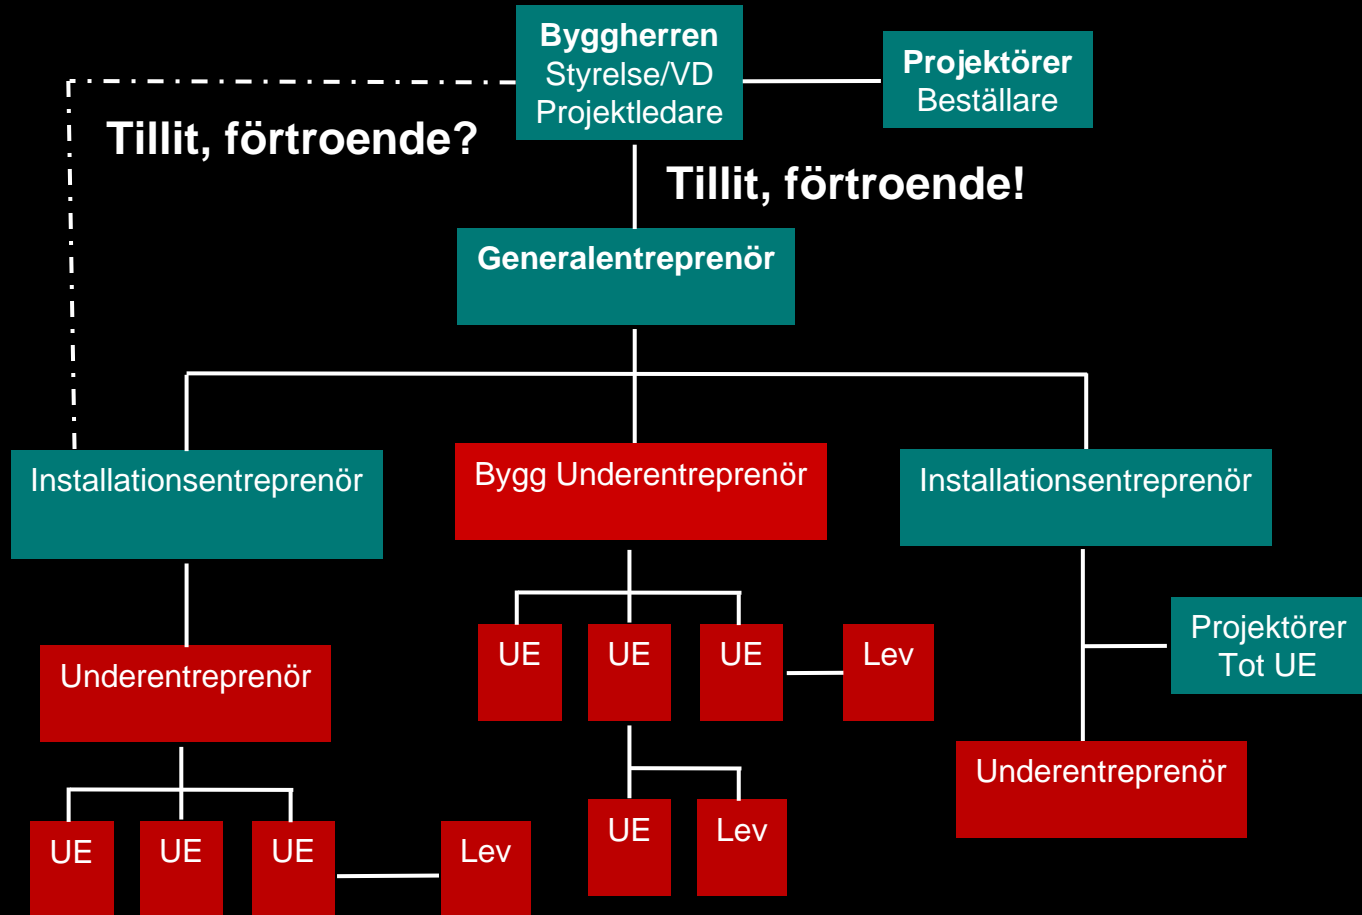 Byggherren
Styrelse/VD
Projektledare
Projektörer
Beställare
Tillit, förtroende?
Tillit, förtroende!
Generalentreprenör
Installationsentreprenör
Bygg Underentreprenör
Installationsentreprenör
UE
UE
UE
Lev
Projektörer
Tot UE
Underentreprenör
Underentreprenör
UE
Lev
UE
UE
UE
Lev